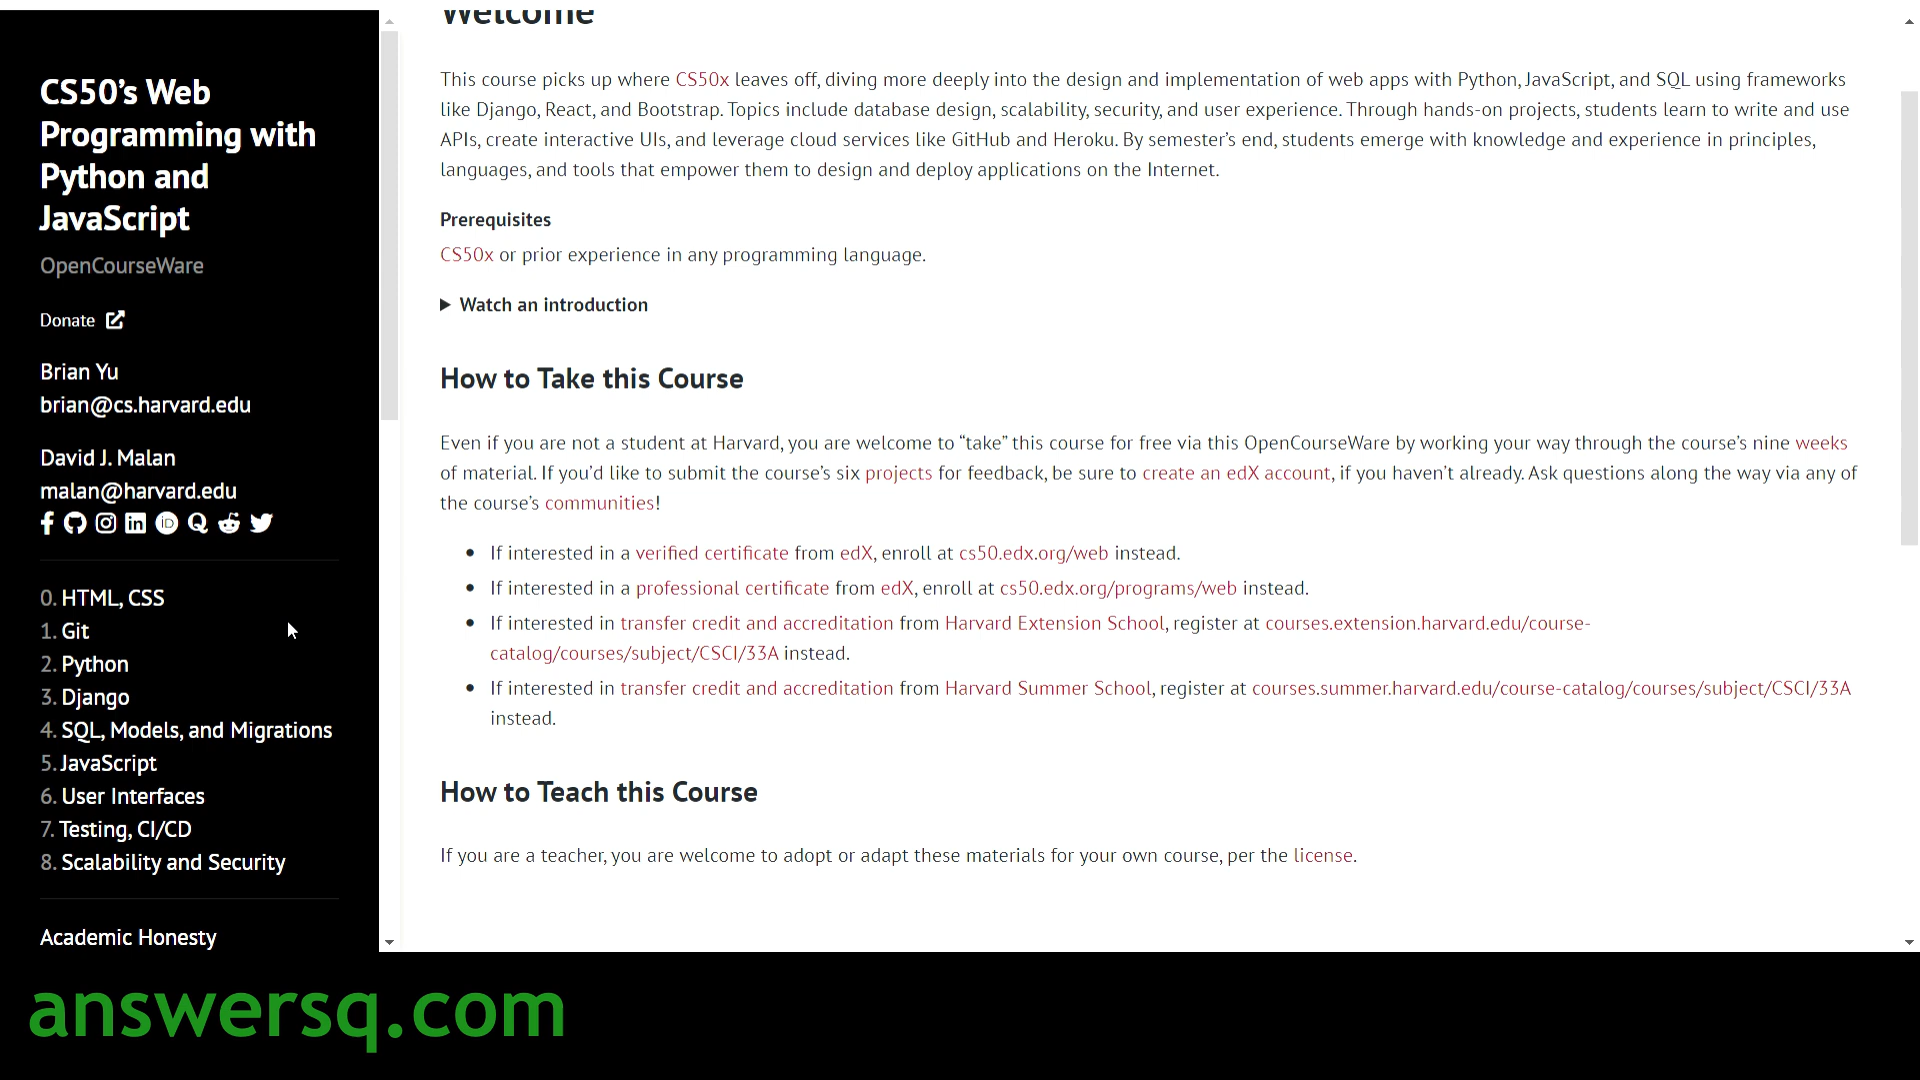 CS50’s Web
Programming with
Python and
JavaScript
OpenCourseWare
Donate
Brian Yu
brian@cs.harvard.edu
David J. Malan
malan@harvard.edu
0. HTML, CSS
1. Git
2. Python
3. Django
4. SQL, Models, and Migrations
5. JavaScript
6. User Interfaces
7. Testing, CI/CD
8. Scalability and Security
Academic Honesty
Welcome
This course picks up where CS50x leaves off, diving more deeply into the design and implementation of web apps with Python, JavaScript, and SQL using frameworks
like Django, React, and Bootstrap. Topics include database design, scalability, security, and user experience. Through hands-on projects, students learn to write and use
APIs, create interactive UIs, and leverage cloud services like GitHub and Heroku. By semester’s end, students emerge with knowledge and experience in principles,
languages, and tools that empower them to design and deploy applications on the Internet.
Prerequisites
CS50x or prior experience in any programming language.
Watch an introduction
How to Take this Course
Even if you are not a student at Harvard, you are welcome to “take” this course for free via this OpenCourseWare by working your way through the course’s nine weeks
of material. If you’d like to submit the course’s six projects for feedback, be sure to create an edX account, if you haven’t already. Ask questions along the way via any of
the course’s communities!
If interested in a verified certificate from edX, enroll at cs50.edx.org/web instead.
If interested in a professional certificate from edX, enroll at cs50.edx.org/programs/web instead.
If interested in transfer credit and accreditation from Harvard Extension School, register at courses.extension.harvard.edu/course-
catalog/courses/subject/CSCI/33A instead.
If interested in transfer credit and accreditation from Harvard Summer School, register at courses.summer.harvard.edu/course-catalog/courses/subject/CSCI/33A
instead.
How to Teach this Course
If you are a teacher, you are welcome to adopt or adapt these materials for your own course, per the license.
answersq.com